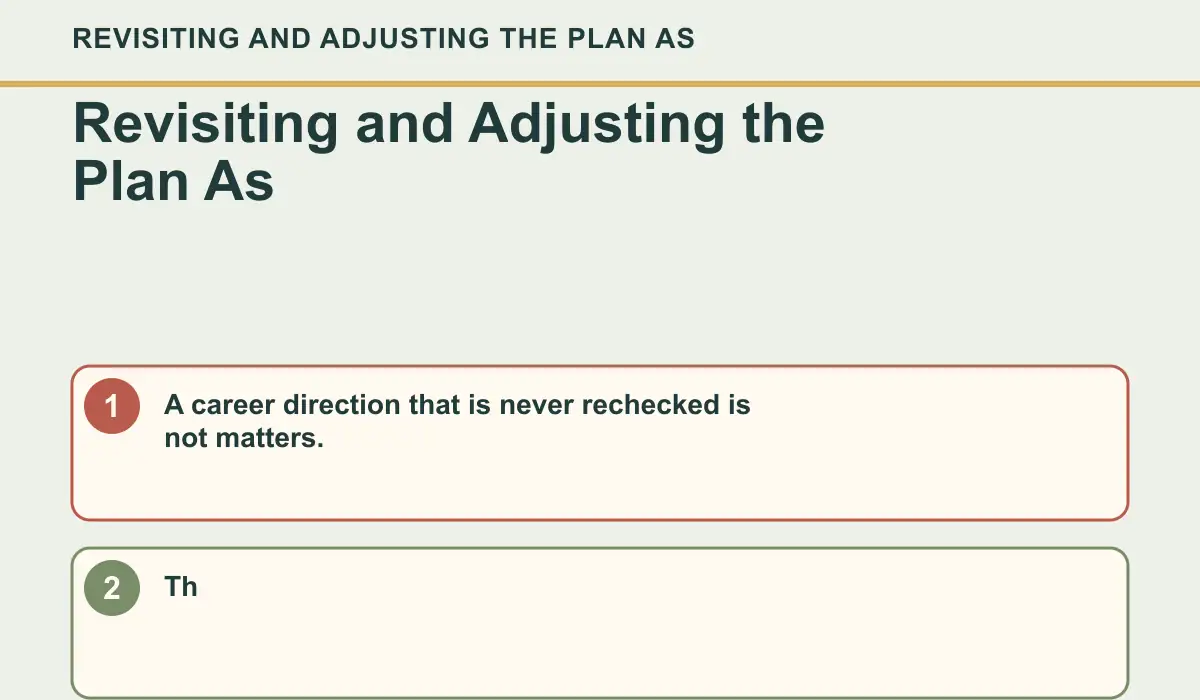 REVISITING AND ADJUSTING THE PLAN AS
Revisiting and Adjusting the
Plan As
1
A career direction that is never rechecked is
not matters.
2
Th